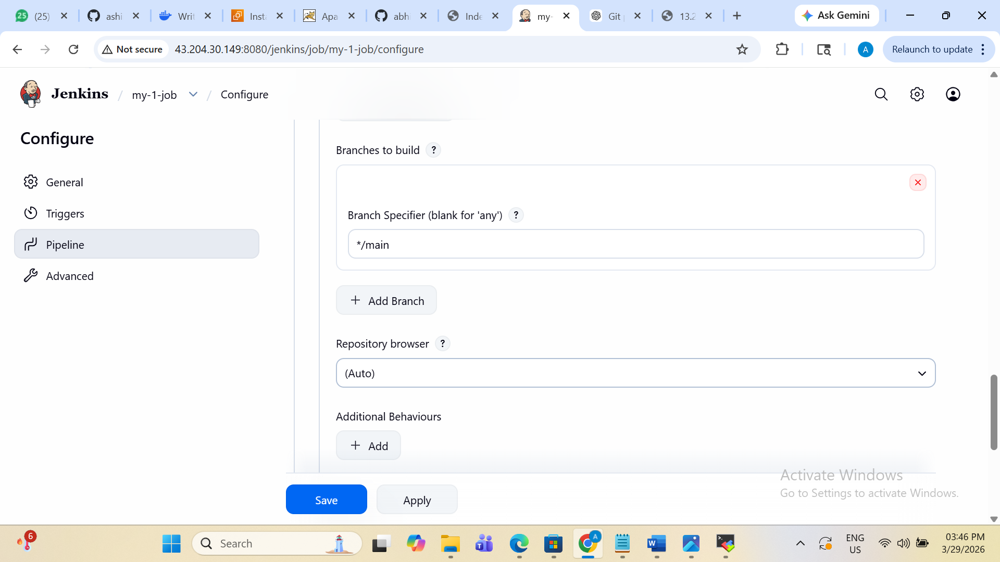 25 (25)
ashi
Writ
Insta
Apa
abh
Inde
my-
Git
13.2
Ask Gemini
Not secure 43.204.30.149:8080/jenkins/job/my-1-job/configure
A
Relaunch to update
Jenkins / my-1-job / Configure
Configure
General
Triggers
Pipeline
Advanced
Branches to build ?
Branch Specifier (blank for 'any') ?
*/main
+ Add Branch
Repository browser ?
(Auto)
Additional Behaviours
+ Add
Save
Apply
Activate Windows
Go to Settings to activate Windows.
6
Search
ENG
US
03:46 PM
3/29/2026